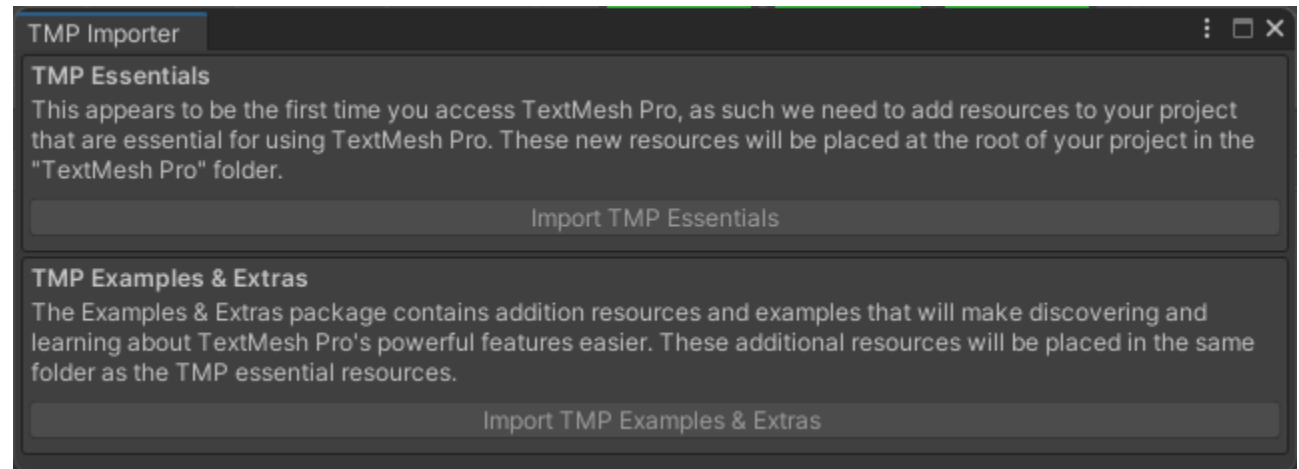 TMP Importer
TMP Essentials
This appears to be the first time you access TextMesh Pro, as such we need to add resources to your project
that are essential for using TextMesh Pro. These new resources will be placed at the root of your project in the
"TextMesh Pro" folder.
Import TMP Essentials
TMP Examples & Extras
The Examples & Extras package contains addition resources and examples that will make discovering and
learning about TextMesh Pro's powerful features easier. These additional resources will be placed in the same
folder as the TMP essential resources.
Import TMP Examples & Extras